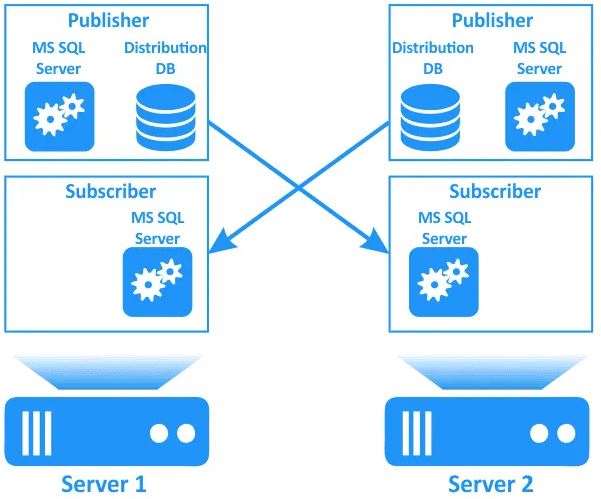 Publisher
MS SQL
Server
Distribution
DB
Publisher
Distribution
DB
MS SQL
Server
Subscriber
MS SQL
Server
Subscriber
MS SQL
Server
Server 1
Server 2